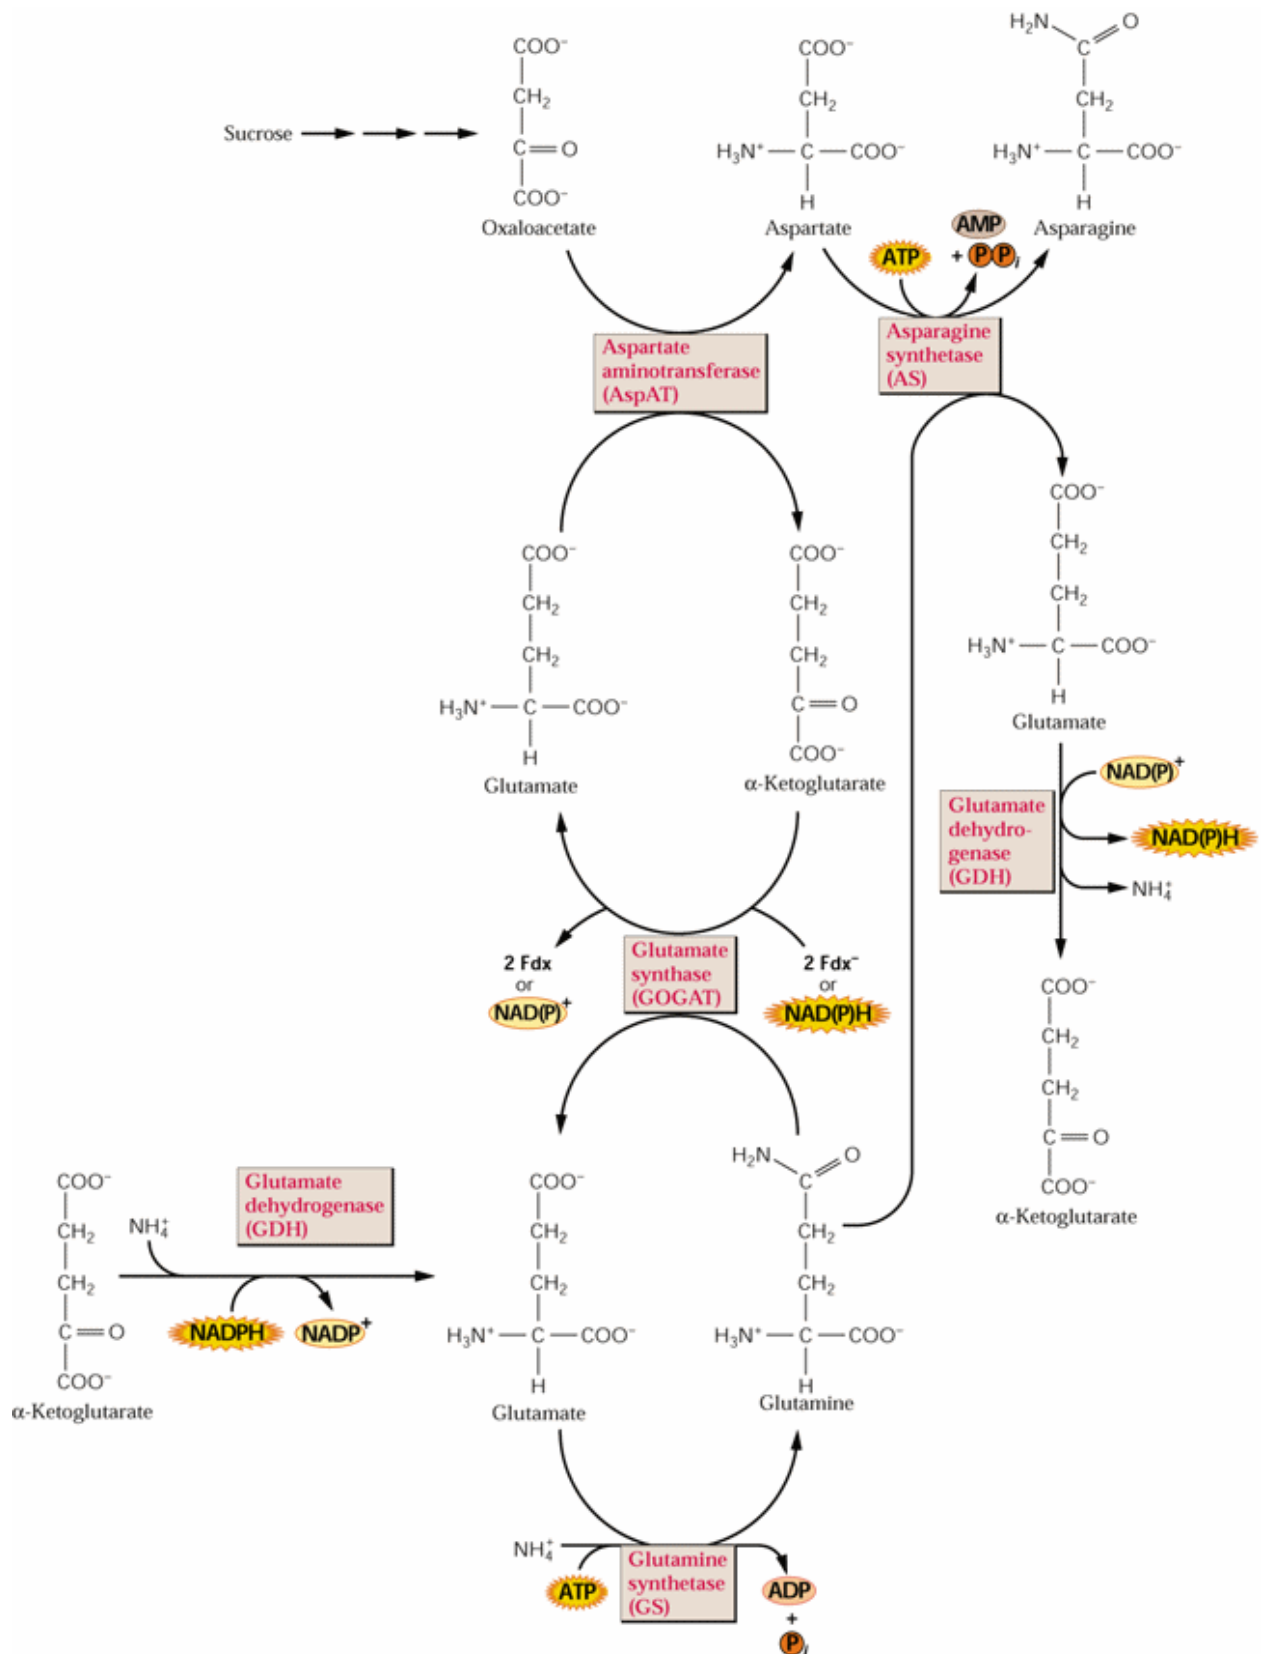 COO⁻
CH₂
C=O
COO⁻
Oxaloacetate
Sucrose
COO⁻
CH₂
H₃N⁺—C—COO⁻
H
Aspartate
H₂N
O
C
CH₂
H₃N⁺—C—COO⁻
H
Asparagine
ATP
AMP
+ PPi
Aspartate
aminotransferase
(AspAT)
Asparagine
synthetase
(AS)
COO⁻
CH₂
CH₂
H₃N⁺—C—COO⁻
H
Glutamate
COO⁻
CH₂
CH₂
C=O
COO⁻
α-Ketoglutarate
COO⁻
CH₂
CH₂
H₃N⁺—C—COO⁻
H
Glutamate
NAD(P)⁺
Glutamate
dehydro-
genase
(GDH)
NAD(P)H
NH₄⁺
2 Fdx
or
NAD(P)⁺
Glutamate
synthase
(GOGAT)
2 Fdx⁻
or
NAD(P)H
COO⁻
CH₂
CH₂
C=O
COO⁻
α-Ketoglutarate
COO⁻
CH₂
CH₂
C=O
COO⁻
α-Ketoglutarate
NH₄⁺
Glutamate
dehydrogenase
(GDH)
NADPH
NADP⁺
COO⁻
CH₂
CH₂
H₃N⁺—C—COO⁻
H
Glutamate
H₂N
O
C
CH₂
CH₂
H₃N⁺—C—COO⁻
H
Glutamine
NH₄⁺
ATP
Glutamine
synthetase
(GS)
ADP
+
Pi